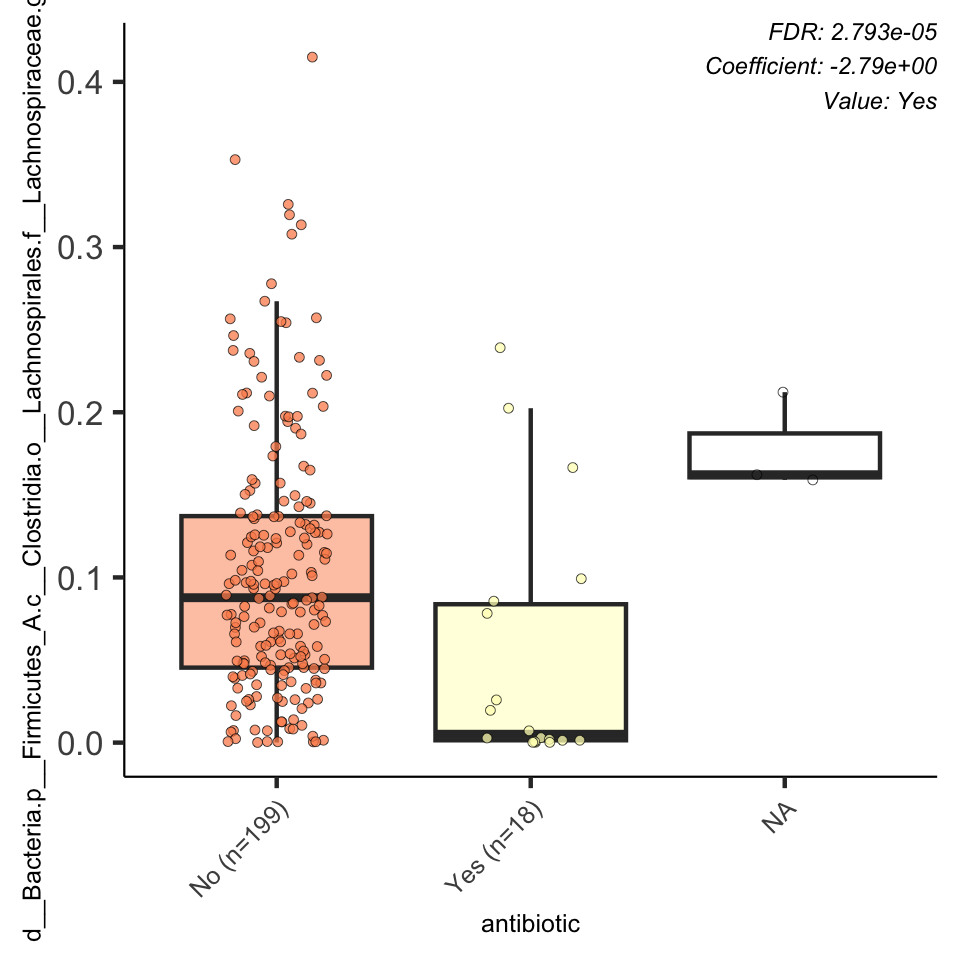 FDR: 2.793e-05
Coefficient: -2.79e+00
Value: Yes
d__Bacteria.p__Firmicutes_A.c__Clostridia.o__Lachnospirales.f__Lachnospiraceae.g
0.4
0.3
0.2
0.1
0.0
No (n=199)
Yes (n=18)
NA
antibiotic